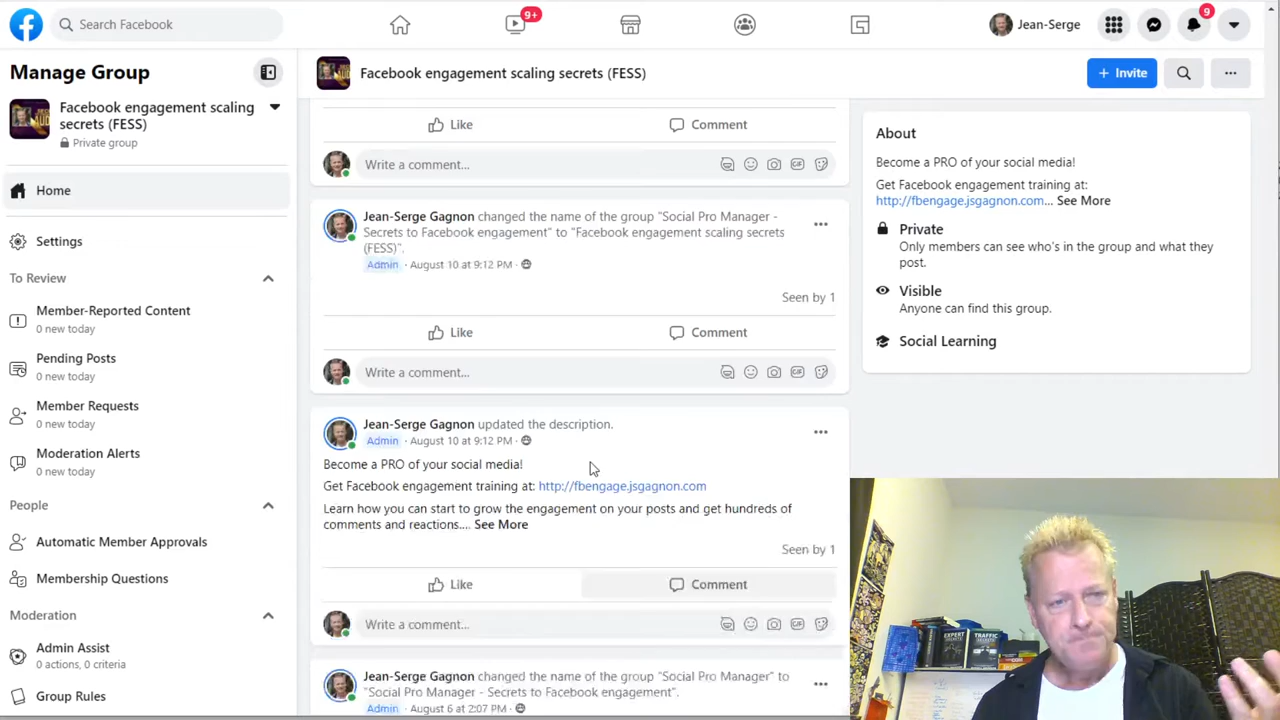 Search Facebook
9+
Jean-Serge
9
Manage Group
Facebook engagement scaling
secrets (FESS)
Private group
Home
Settings
To Review
Member-Reported Content
0 new today
Pending Posts
0 new today
Member Requests
0 new today
Moderation Alerts
0 new today
People
Automatic Member Approvals
Membership Questions
Moderation
Admin Assist
0 actions, 0 criteria
Group Rules
Facebook engagement scaling secrets (FESS)
+ Invite
Like
Comment
Write a comment...
GIF
Jean-Serge Gagnon changed the name of the group "Social Pro Manager -
Secrets to Facebook engagement" to "Facebook engagement scaling secrets
(FESS)".
Admin · August 10 at 9:12 PM ·
Seen by 1
Like
Comment
Write a comment...
GIF
Jean-Serge Gagnon updated the description.
Admin · August 10 at 9:12 PM ·
Become a PRO of your social media!
Get Facebook engagement training at: http://fbengage.jsgagnon.com
Learn how you can start to grow the engagement on your posts and get hundreds of
comments and reactions.... See More
Seen by 1
Like
Comment
Write a comment...
GIF
Jean-Serge Gagnon changed the name of the group "Social Pro Manager" to
"Social Pro Manager - Secrets to Facebook engagement".
Admin · August 6 at 2:07 PM ·
About
Become a PRO of your social media!
Get Facebook engagement training at:
http://fbengage.jsgagnon.com... See More
Private
Only members can see who's in the group and what they
post.
Visible
Anyone can find this group.
Social Learning
EXPERT
SECRETS
TRAFFIC
SECRETS